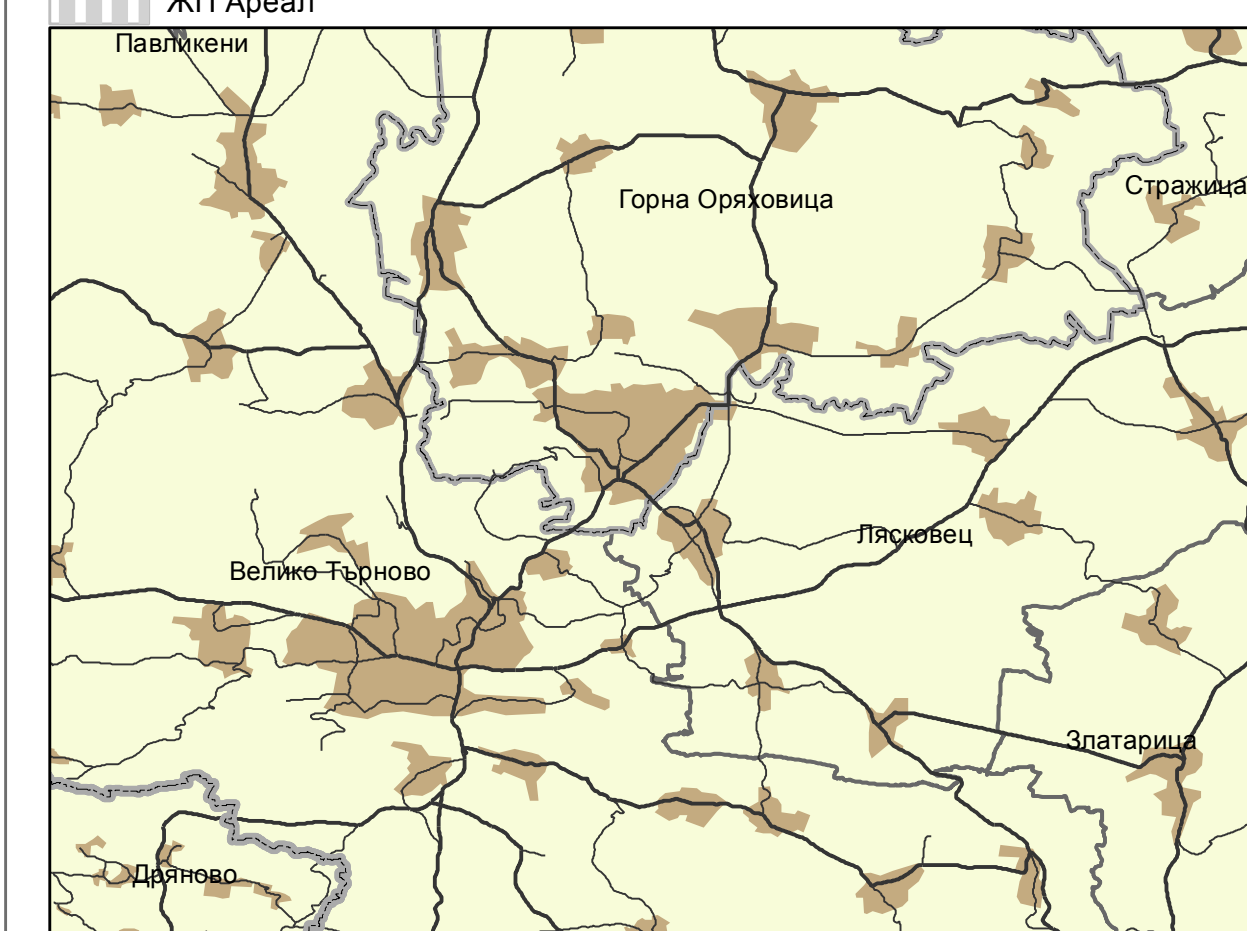 ЖП Ареал
Павликени
Горна Оряховица
Стражица
Лясковец
Велико Търново
Златарица
Дряново